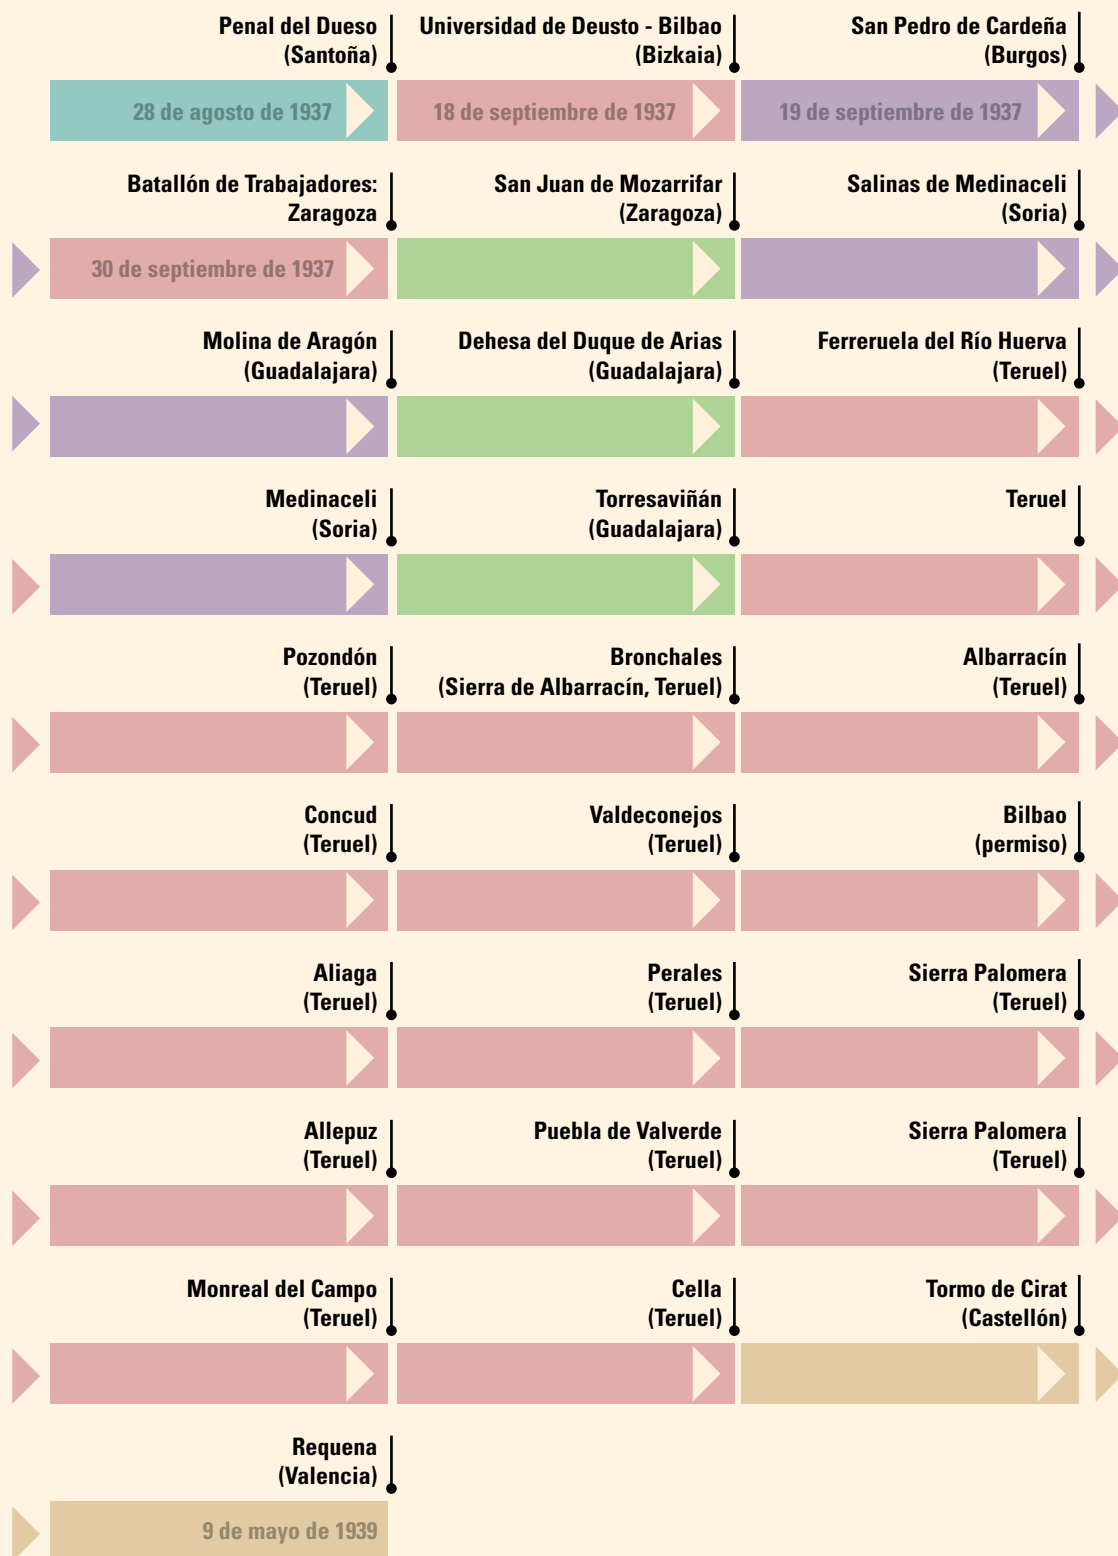 Penal del Dueso
(Santoña)
Universidad de Deusto - Bilbao
(Bizkaia)
San Pedro de Cardeña
(Burgos)
28 de agosto de 1937
18 de septiembre de 1937
19 de septiembre de 1937
Batallón de Trabajadores:
Zaragoza
San Juan de Mozarrifar
(Zaragoza)
Salinas de Medinaceli
(Soria)
30 de septiembre de 1937
Molina de Aragón
(Guadalajara)
Dehesa del Duque de Arias
(Guadalajara)
Ferreruela del Río Huerva
(Teruel)
Medinaceli
(Soria)
Torresaviñán
(Guadalajara)
Teruel
Pozondón
(Teruel)
Bronchales
(Sierra de Albarracín, Teruel)
Albarracín
(Teruel)
Concud
(Teruel)
Valdeconejos
(Teruel)
Bilbao
(permiso)
Aliaga
(Teruel)
Perales
(Teruel)
Sierra Palomera
(Teruel)
Allepuz
(Teruel)
Puebla de Valverde
(Teruel)
Sierra Palomera
(Teruel)
Monreal del Campo
(Teruel)
Cella
(Teruel)
Tormo de Cirat
(Castellón)
Requena
(Valencia)
9 de mayo de 1939